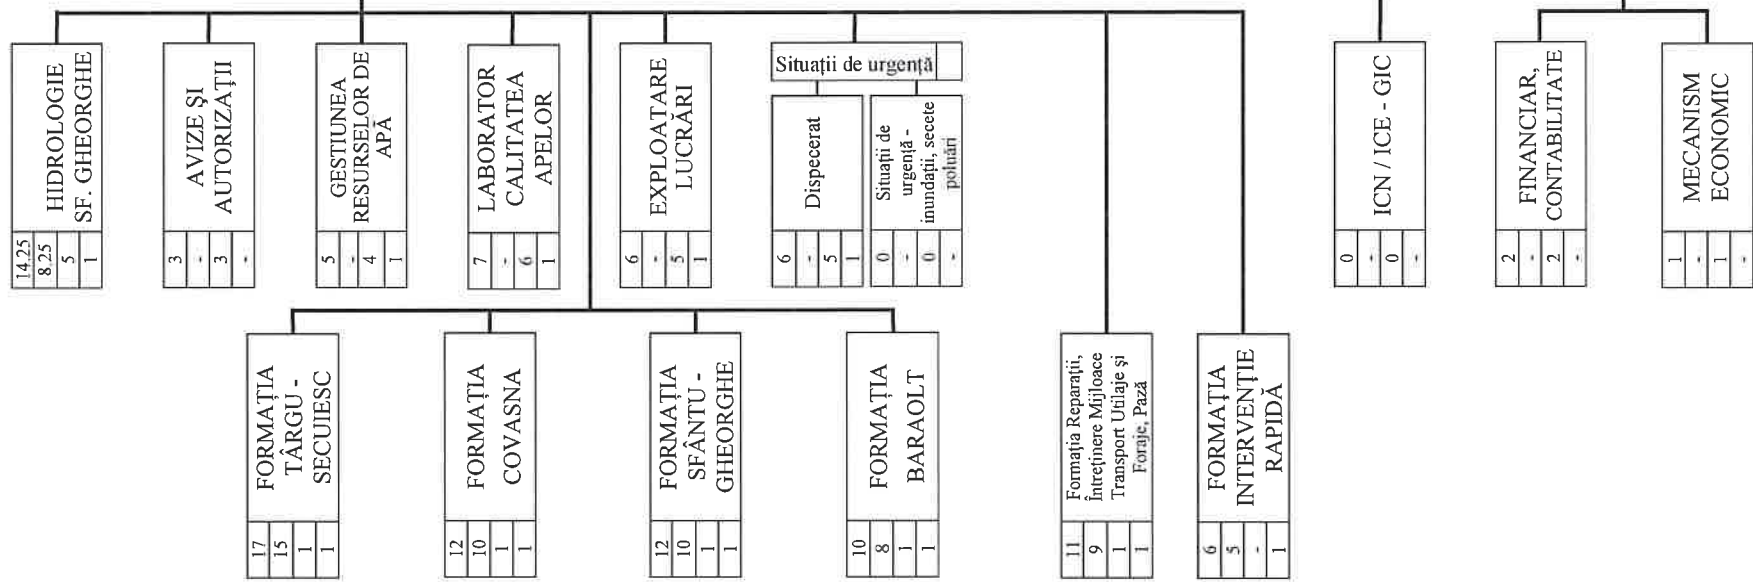 HIDROLOGIE
SF. GHEORGHE
14,25
8,25
5
1
AVIZE ŞI
AUTORIZAŢII
3
-
3
-
GESTIUNEA
RESURSELOR DE
APĂ
5
-
4
1
LABORATOR
CALITATEA
APELOR
7
-
6
1
EXPLOATARE
LUCRĂRI
6
-
5
1
Situaţii de urgenţă
Dispecerat
6
-
5
1
Situaţii de
urgenţă -
inundaţii, secete
poluări
0
-
0
-
ICN / ICE - GIC
0
-
0
-
FINANCIAR,
CONTABILITATE
2
-
2
-
MECANISM
ECONOMIC
1
-
1
-
FORMAŢIA
TÂRGU -
SECUIESC
17
15
1
1
FORMAŢIA
COVASNA
12
10
1
1
FORMAŢIA
SFÂNTU -
GHEORGHE
12
10
1
1
FORMAŢIA
BARAOLT
10
8
1
1
Formaţia Reparaţii,
Întreţinere Mijloace
Transport Utilaje şi
Foraje, Pază
11
9
1
1
FORMAŢIA
INTERVENŢIE
RAPIDĂ
6
5
-
1